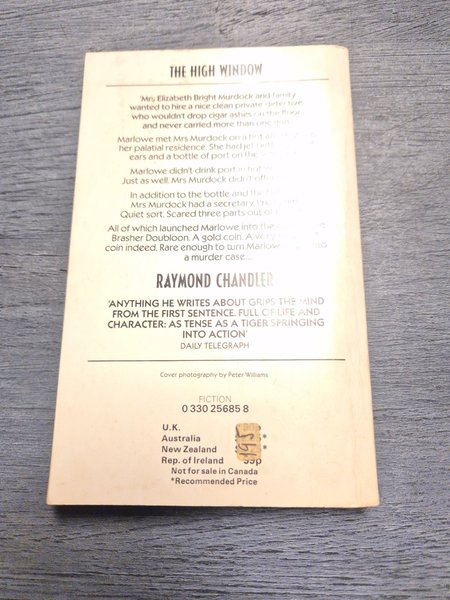 THE HIGH WINDOW
'Mrs Elizabeth Bright Murdock and family
wanted to hire a nice clean private detective
who wouldn't drop cigar ashes on the floor
and never carried more than one gun.'
Marlowe met Mrs Murdock on a hot
her palatial residence. She had jet
ears and a bottle of port on the
Marlowe didn't drink port in hot
Just as well. Mrs Murdock didn't offer
In addition to the bottle and the
Mrs Murdock had a secretary.
Quiet sort. Scared three parts out of
All of which launched Marlowe into the
Brasher Doubloon. A gold coin. A very
coin indeed. Rare enough to turn Marlowe
a murder case...
RAYMOND CHANDLER
'ANYTHING HE WRITES ABOUT GRIPS THE MIND
FROM THE FIRST SENTENCE. FULL OF LIFE AND
CHARACTER: AS TENSE AS A TIGER SPRINGING
INTO ACTION'
DAILY TELEGRAPH
Cover photography by Peter Williams
FICTION
0 330 25685 8
U.K.
Australia
New Zealand
Rep. of Ireland 99p
Not for sale in Canada
*Recommended Price
195